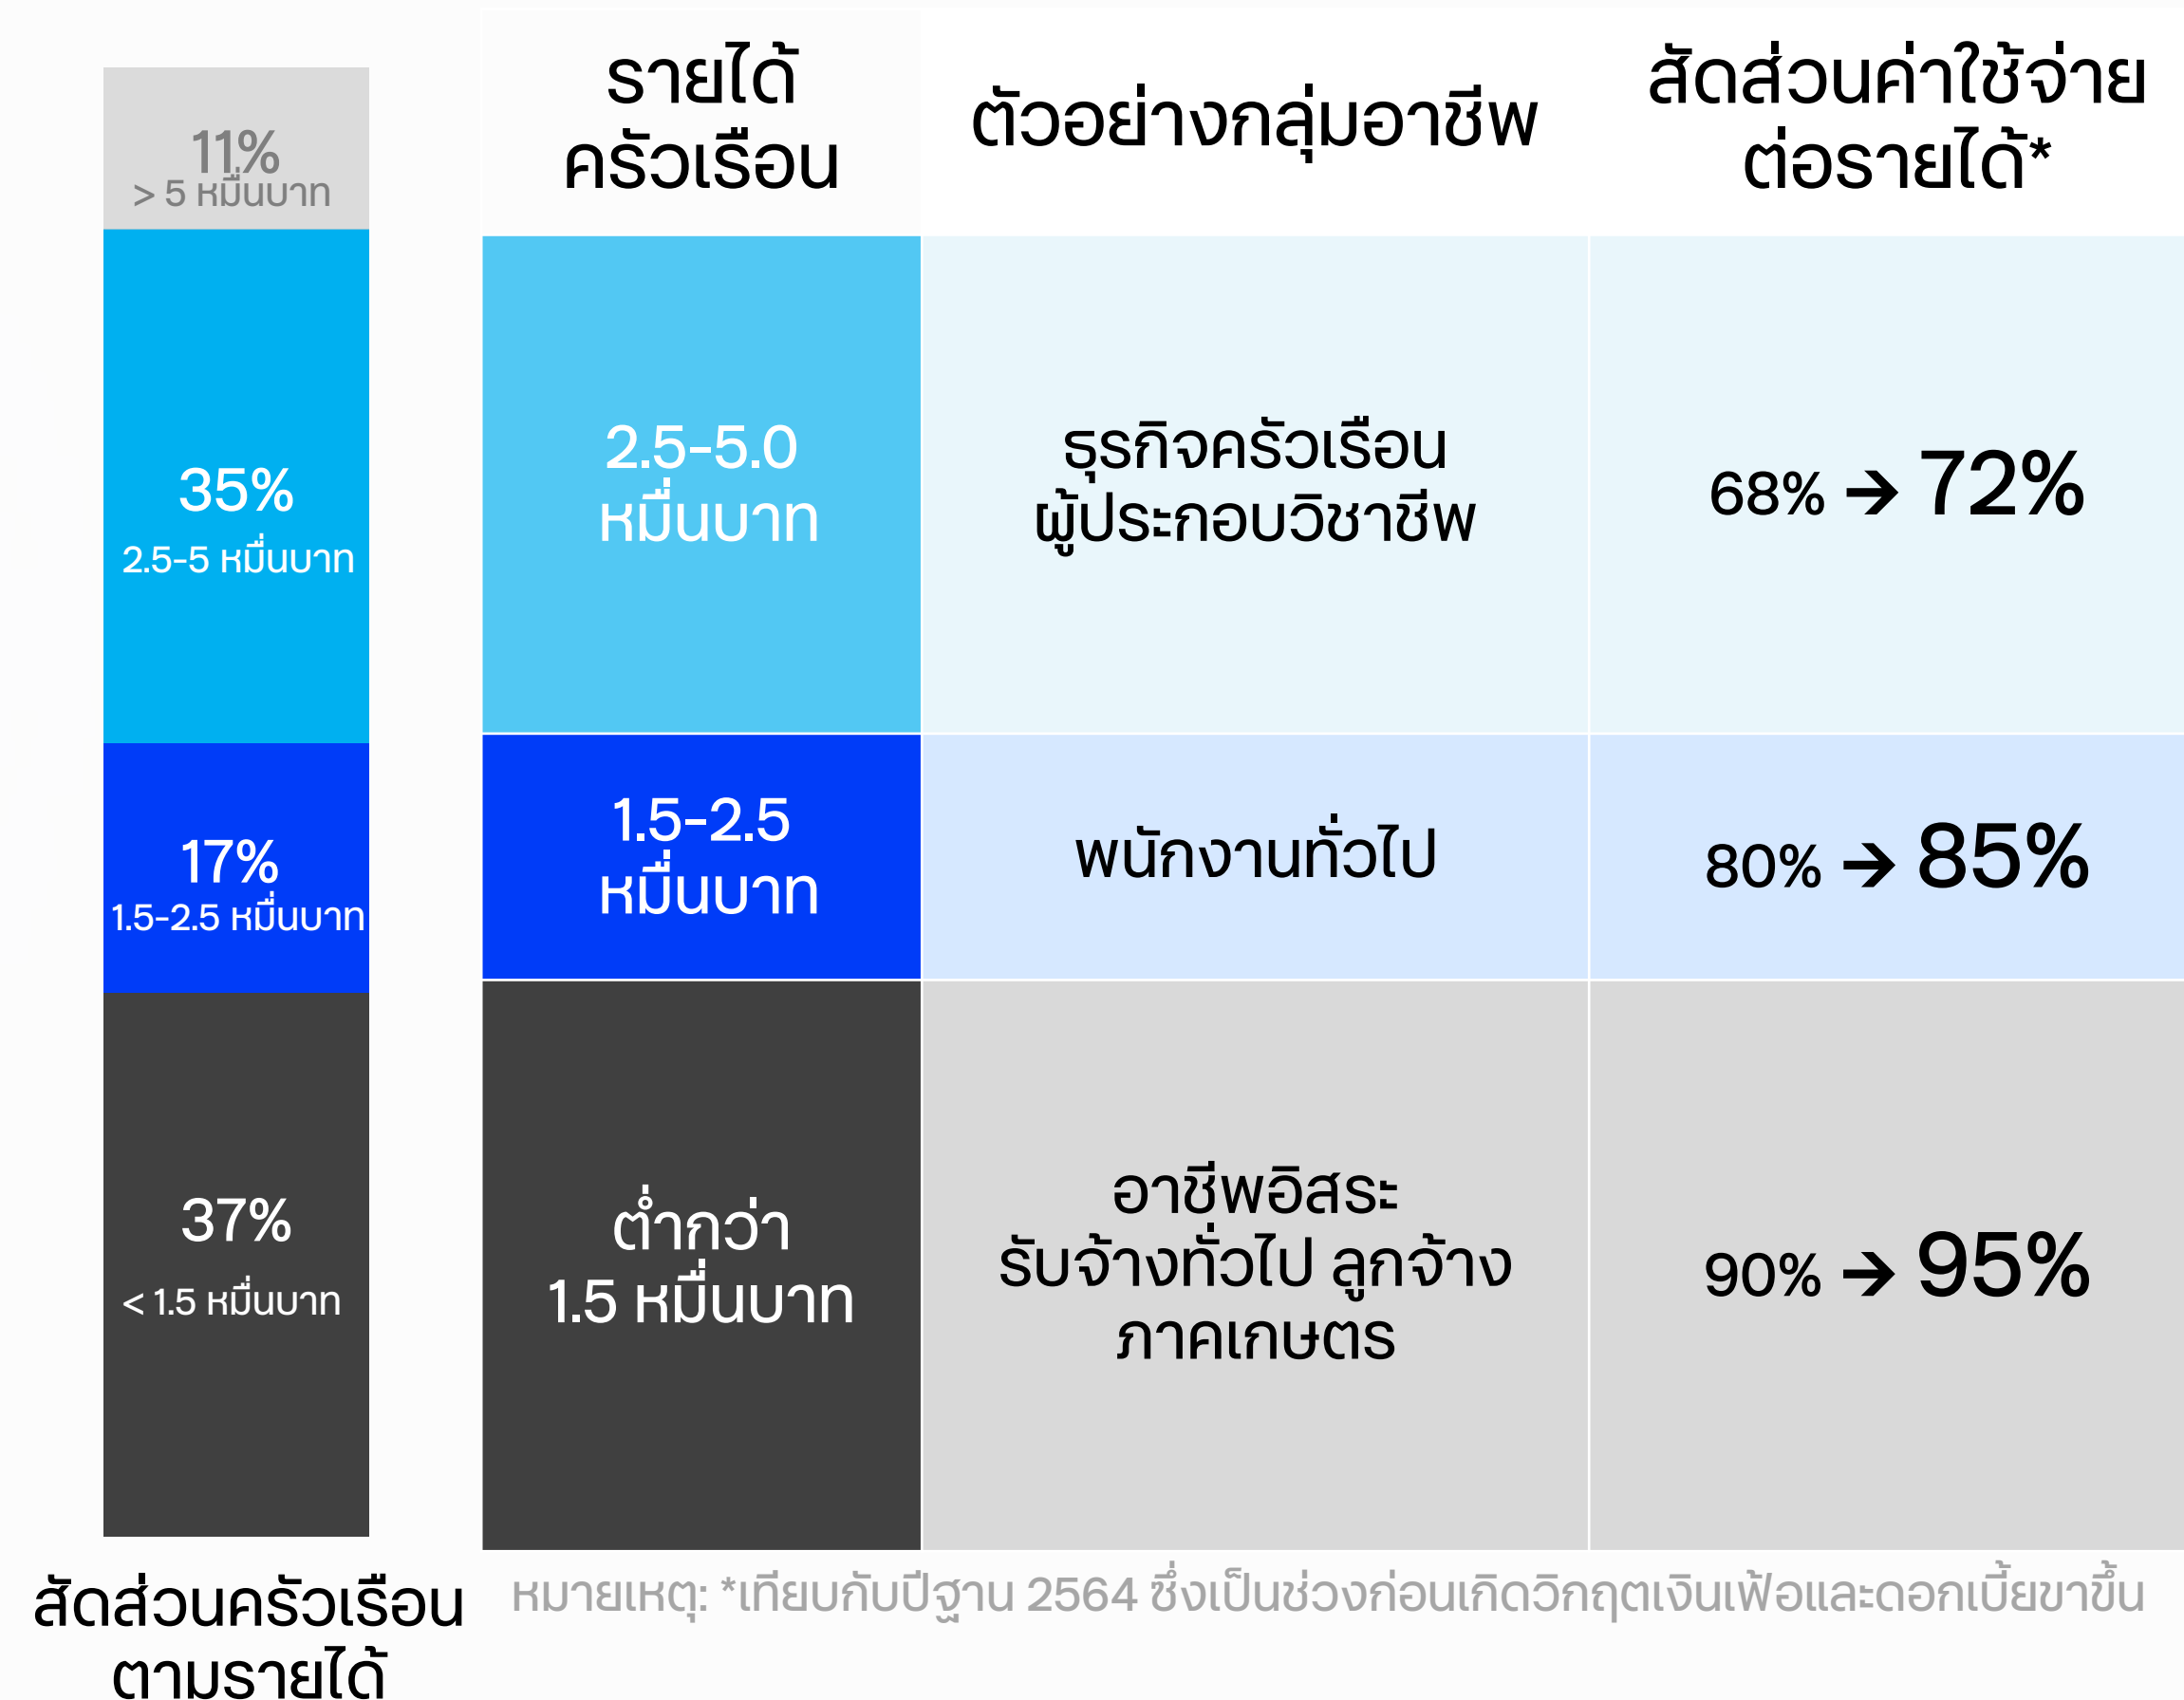 11%
> 5 หมื่นบาท
35%
2.5-5 หมื่นบาท
17%
1.5-2.5 หมื่นบาท
37%
< 1.5 หมื่นบาท
สัดส่วนครัวเรือน
ตามรายได้
รายได้
ครัวเรือน
ตัวอย่างกลุ่มอาชีพ
สัดส่วนค่าใช้จ่าย
ต่อรายได้*
2.5-5.0
หมื่นบาท
ธุรกิจครัวเรือน
ผู้ประกอบวิชาชีพ
68% → 72%
1.5-2.5
หมื่นบาท
พนักงานทั่วไป
80% → 85%
ต่ำกว่า
1.5 หมื่นบาท
อาชีพอิสระ
รับจ้างทั่วไป ลูกจ้าง
ภาคเกษตร
90% → 95%
หมายเหตุ: *เทียบกับปีฐาน 2564 ซึ่งเป็นช่วงก่อนเกิดวิกฤตเงินเฟ้อและดอกเบี้ยขาขึ้น